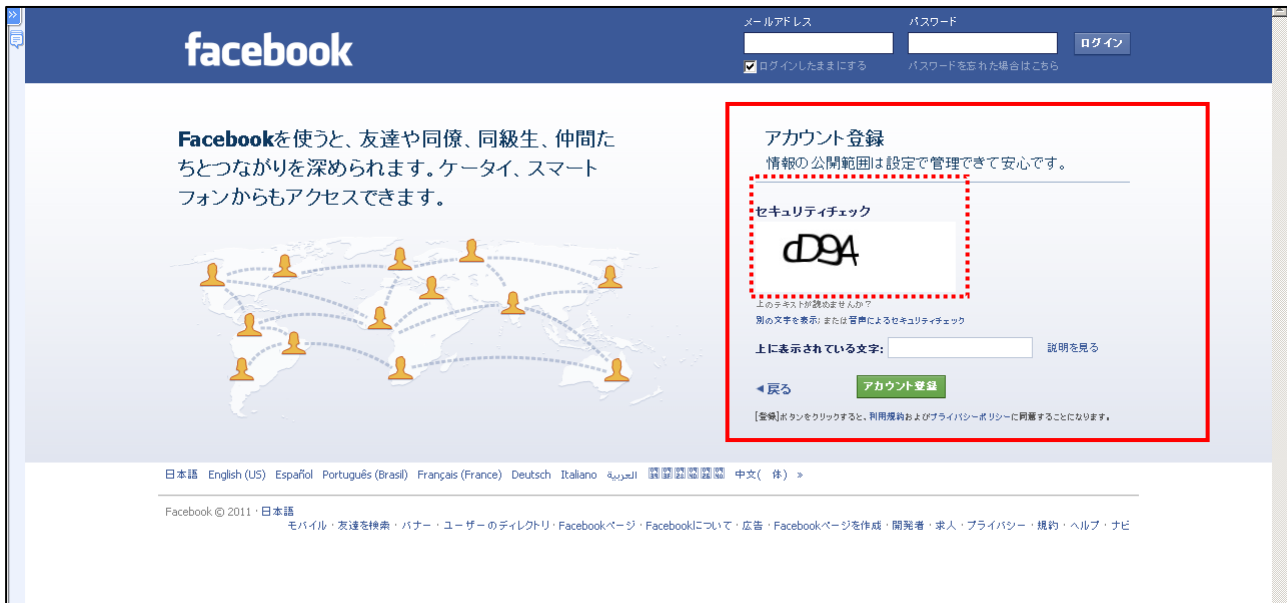 facebook
メールアドレス パスワード
ログイン
ログインしたままにする パスワードを忘れた場合はこちら
Facebookを使うと、友達や同僚、同級生、仲間た
ちとつながりを深められます。ケータイ、スマート
フォンからもアクセスできます。
アカウント登録
情報の公開範囲は設定で管理できて安心です。
セキュリティチェック
dD94
上のテキストが読めませんか？
別の文字を表示; または音声によるセキュリティチェック
上に表示されている文字: 説明を見る
戻る アカウント登録
[登録]ボタンをクリックすると、利用規約およびプライバシーポリシーに同意することになります。
日本語 English (US) Español Português (Brasil) Français (France) Deutsch Italiano العربية 中文( 体) »
Facebook © 2011 · 日本語
モバイル · 友達を検索 · バナー · ユーザーのディレクトリ · Facebookページ · Facebookについて · 広告 · Facebookページを作成 · 開発者 · 求人 · プライバシー · 規約 · ヘルプ · ナビ